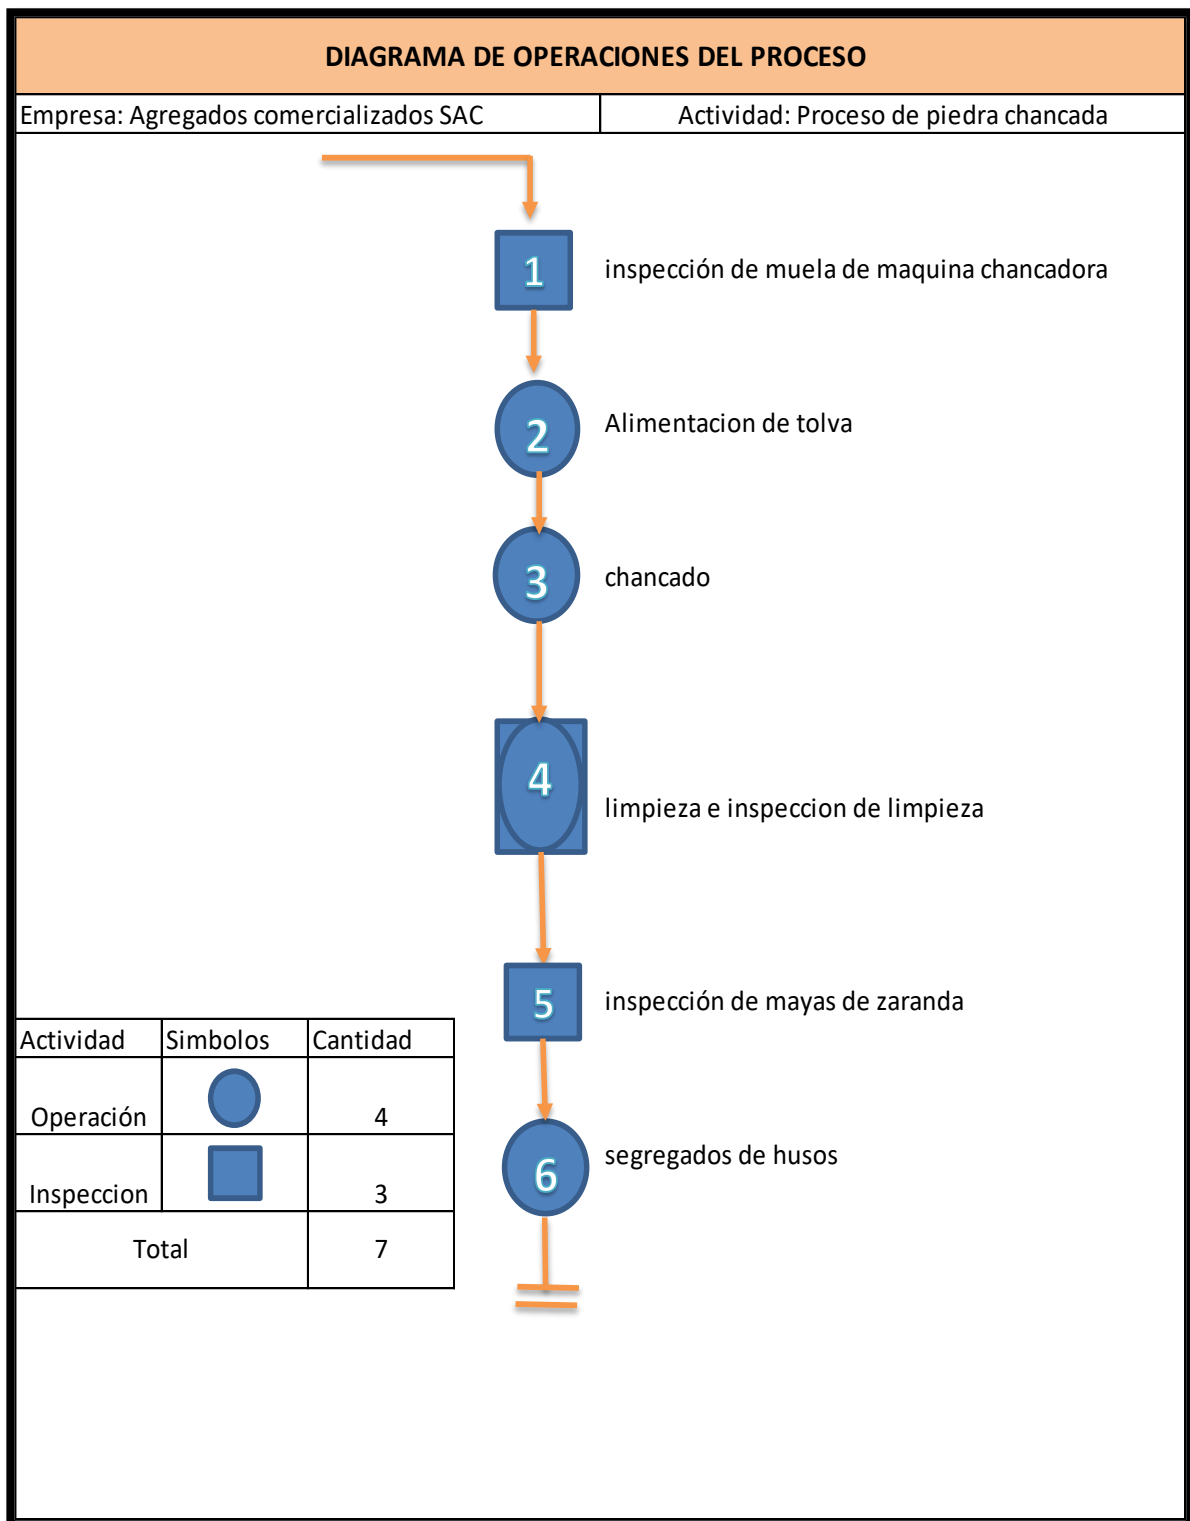 DIAGRAMA DE OPERACIONES DEL PROCESO
Empresa: Agregados comercializados SAC
Actividad: Proceso de piedra chancada
1
inspección de muela de maquina chancadora
2
Alimentacion de tolva
3
chancado
4
limpieza e inspeccion de limpieza
5
inspección de mayas de zaranda
6
segregados de husos
Actividad Simbolos Cantidad
Operación 4
Inspeccion 3
Total 7